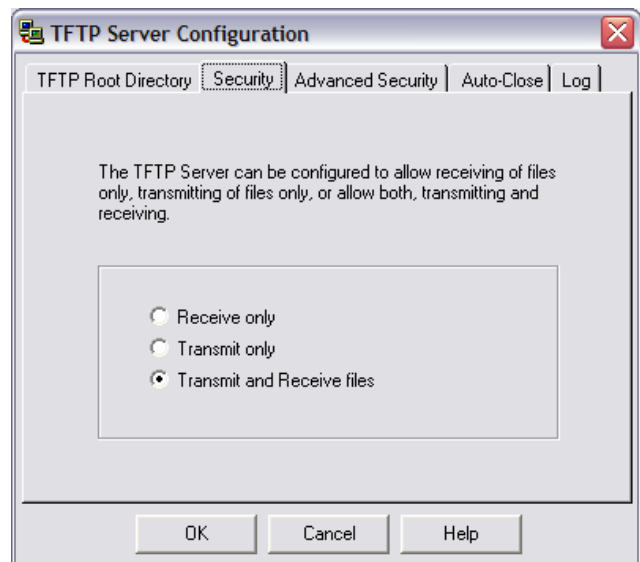 TFTP Server Configuration
TFTP Root Directory Security Advanced Security Auto-Close Log
The TFTP Server can be configured to allow receiving of files
only, transmitting of files only, or allow both, transmitting and
receiving.
Receive only
Transmit only
Transmit and Receive files
OK Cancel Help